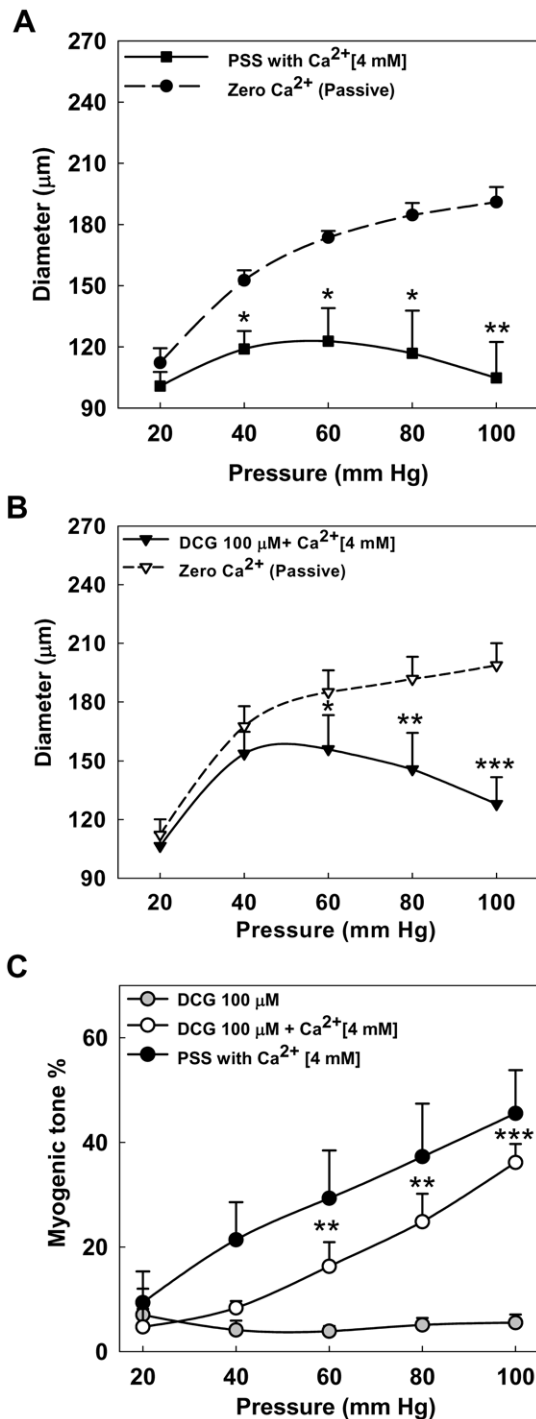 A
270
240
210
180
150
120
90
PSS with Ca2+[4 mM]
Zero Ca2+ (Passive)
*
*
*
**
Diameter (μm)
20 40 60 80 100
Pressure (mm Hg)
B
270
240
210
180
150
120
90
DCG 100 μM+ Ca2+[4 mM]
Zero Ca2+ (Passive)
*
**
***
Diameter (μm)
20 40 60 80 100
Pressure (mm Hg)
C
60
40
20
0
DCG 100 μM
DCG 100 μM + Ca2+[4 mM]
PSS with Ca2+ [4 mM]
***
**
**
Myogenic tone %
20 40 60 80 100
Pressure (mm Hg)